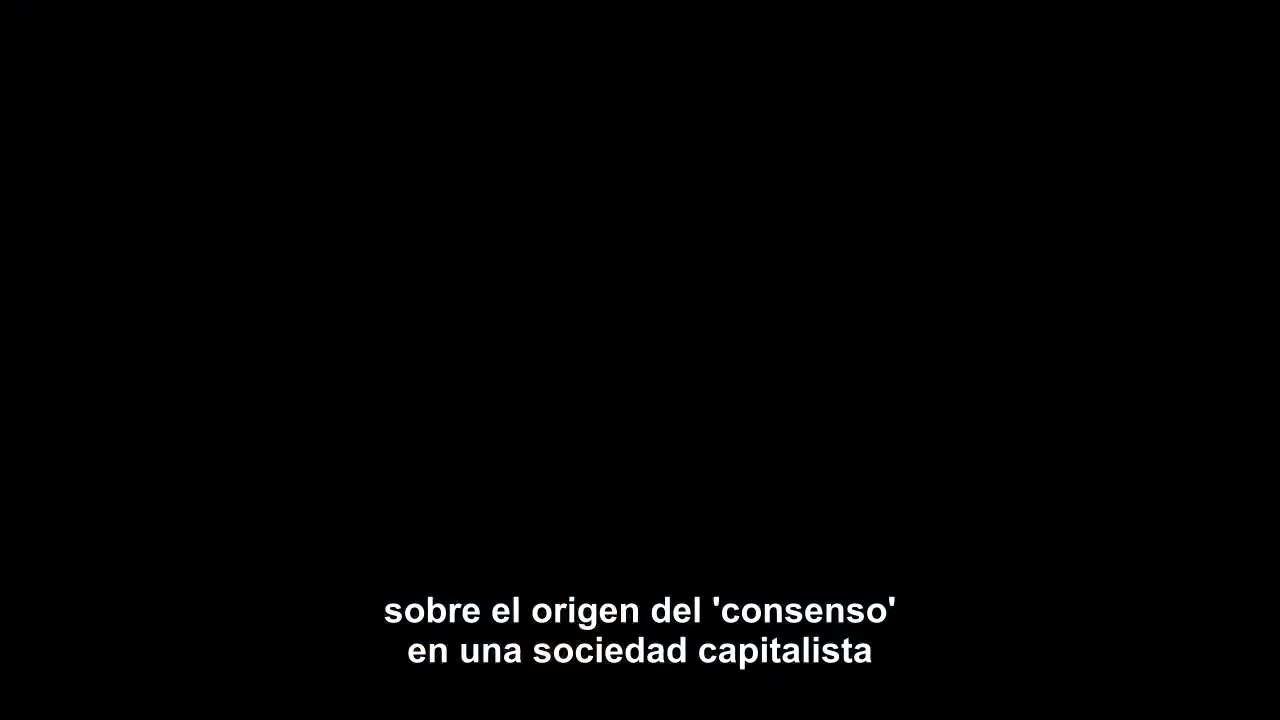 sobre el origen del 'consenso'
en una sociedad capitalista